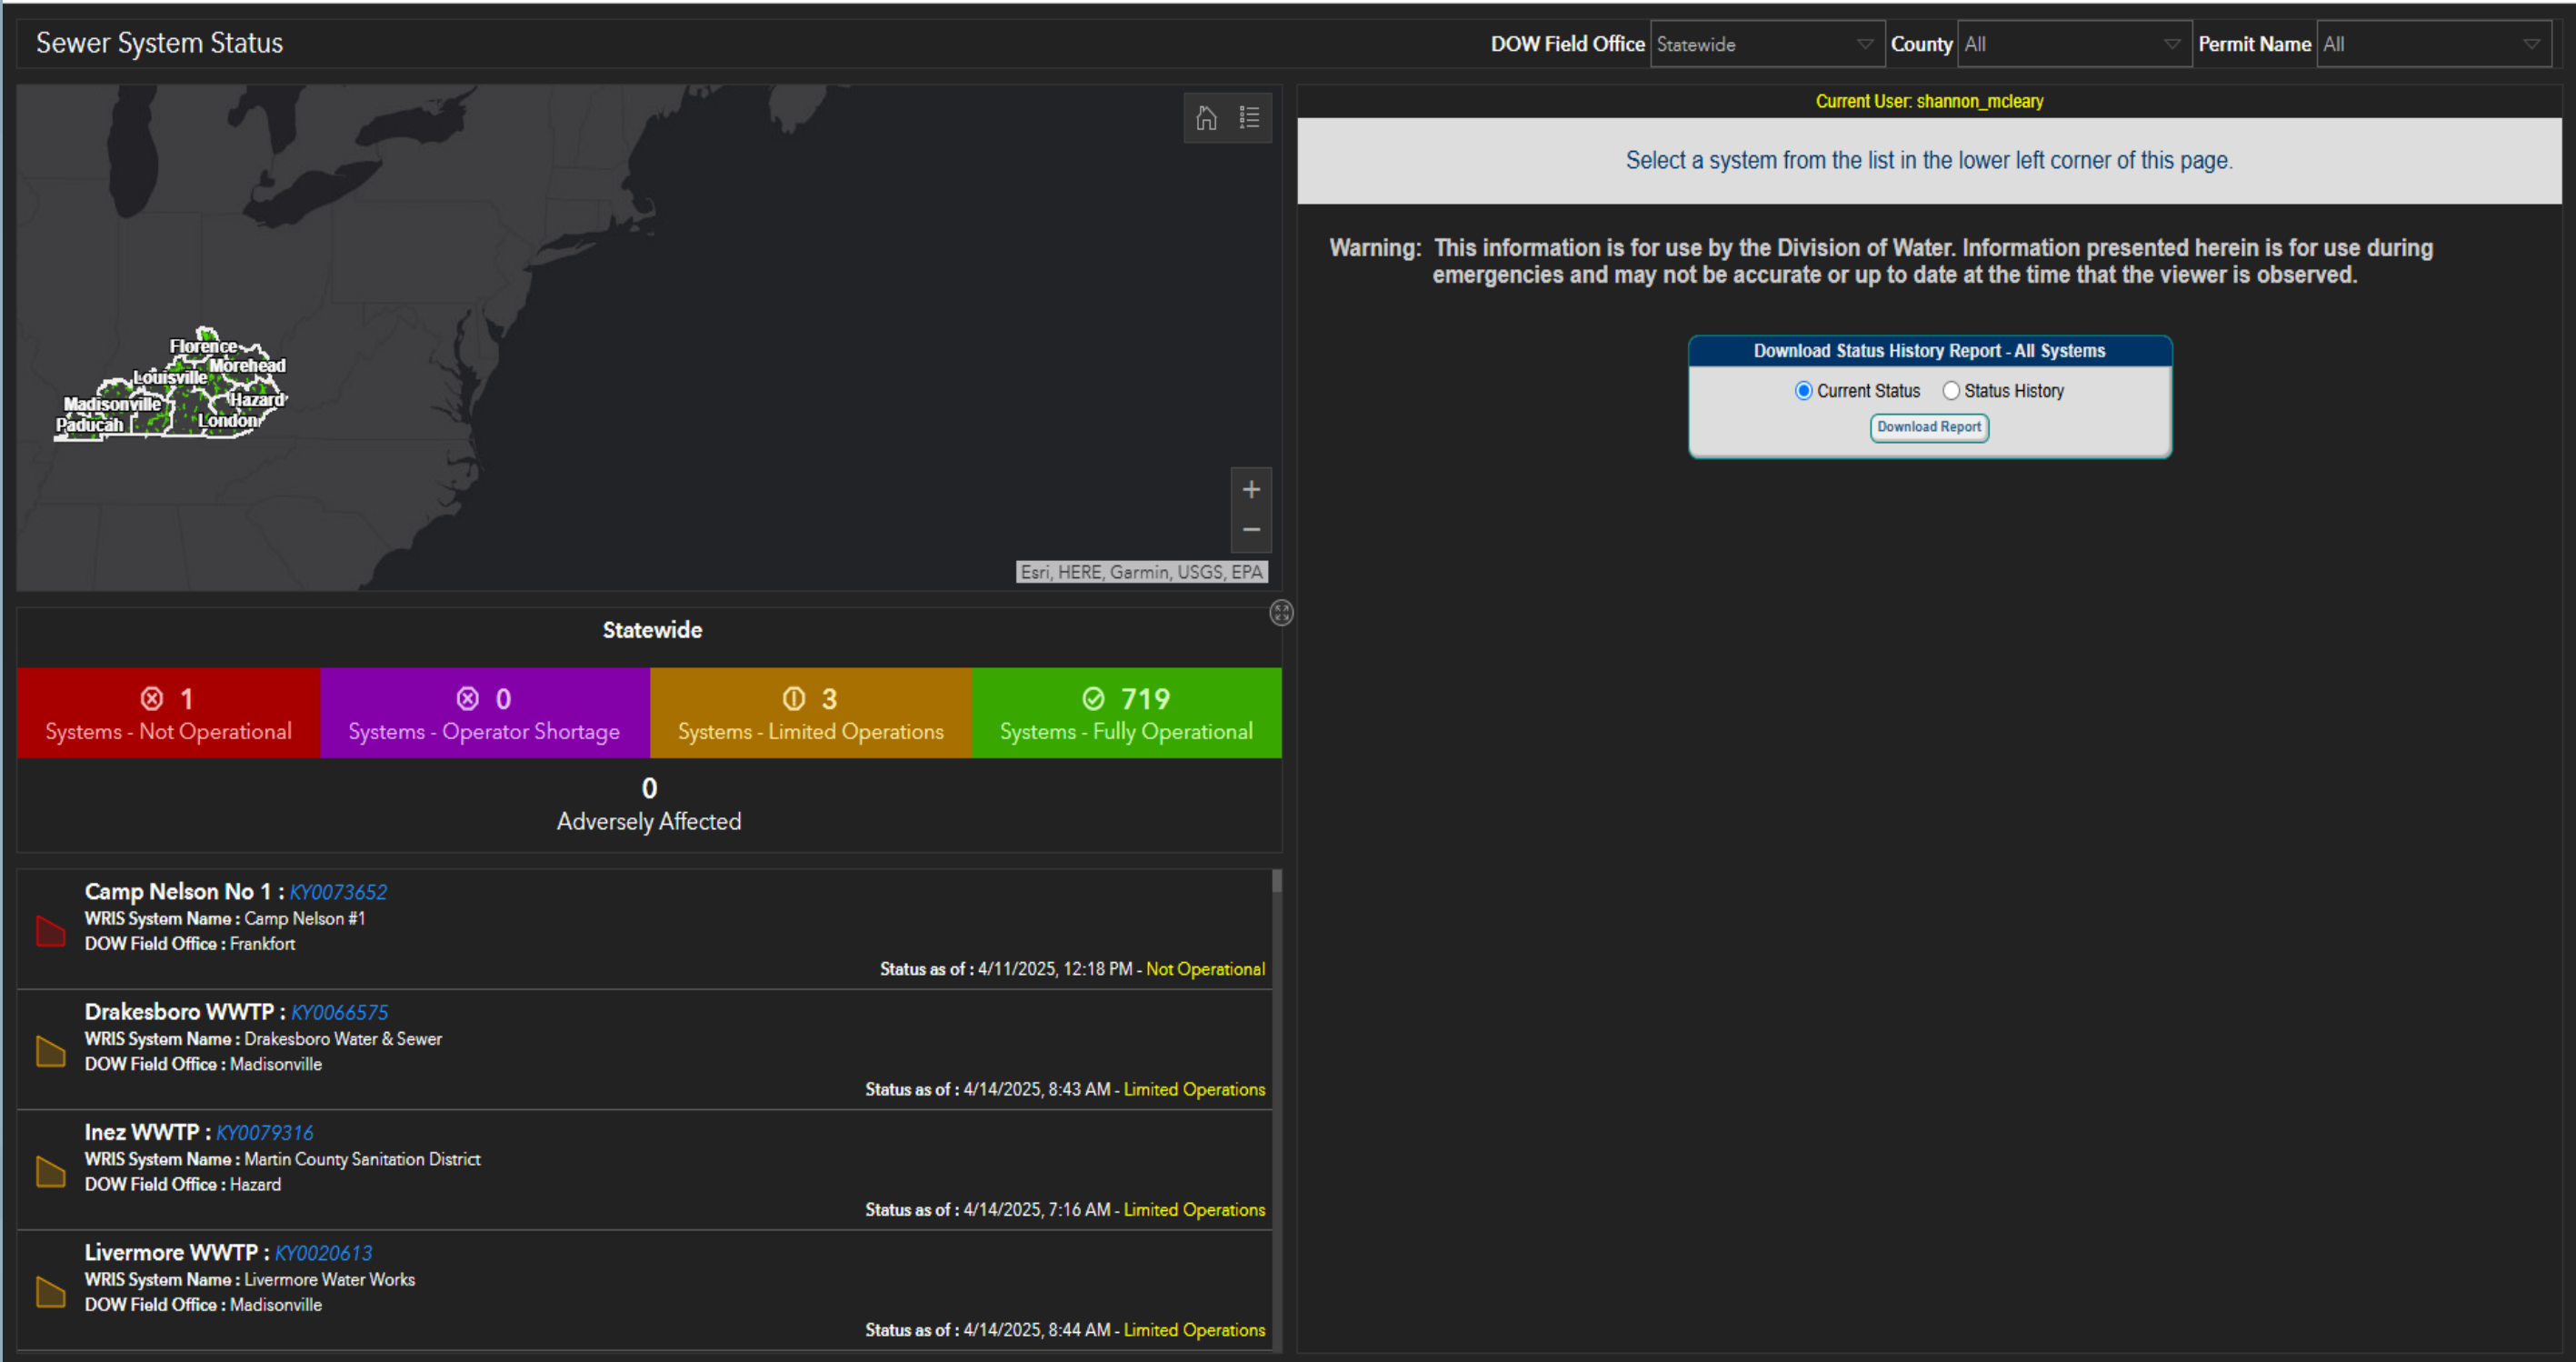 Sewer System Status
DOW Field Office Statewide County All Permit Name All
Florence
Morehead
Louisville
Hazard
Madisonville
London
Paducah
Esri, HERE, Garmin, USGS, EPA
Statewide
1
Systems - Not Operational
0
Systems - Operator Shortage
3
Systems - Limited Operations
719
Systems - Fully Operational
0
Adversely Affected
Camp Nelson No 1 : KY0073652
WRIS System Name : Camp Nelson #1
DOW Field Office : Frankfort
Status as of : 4/11/2025, 12:18 PM - Not Operational
Drakesboro WWTP : KY0066575
WRIS System Name : Drakesboro Water & Sewer
DOW Field Office : Madisonville
Status as of : 4/14/2025, 8:43 AM - Limited Operations
Inez WWTP : KY0079316
WRIS System Name : Martin County Sanitation District
DOW Field Office : Hazard
Status as of : 4/14/2025, 7:16 AM - Limited Operations
Livermore WWTP : KY0020613
WRIS System Name : Livermore Water Works
DOW Field Office : Madisonville
Status as of : 4/14/2025, 8:44 AM - Limited Operations
Current User: shannon_mcleary
Select a system from the list in the lower left corner of this page.
Warning: This information is for use by the Division of Water. Information presented herein is for use during
emergencies and may not be accurate or up to date at the time that the viewer is observed.
Download Status History Report - All Systems
Current Status Status History
Download Report